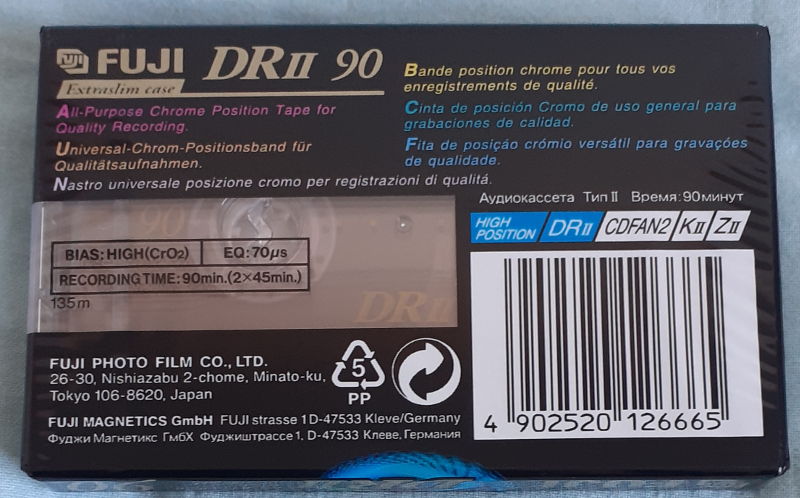 FUJI FUJI DRII 90
Extraslim case
All-Purpose Chrome Position Tape for
Quality Recording.
Universal-Chrom-Positionsband für
Qualitätsaufnahmen.
Nastro universale posizione cromo per registrazioni di qualitá.
Bande position chrome pour tous vos
enregistrements de qualité.
Cinta de posición Cromo de uso general para
grabaciones de calidad.
Fita de posição crómio versátil para gravações
de qualidade.
Аудиокассета Тип II Время:90минут
HIGH POSITION DRII CDFAN2 KII ZII
90
BIAS:HIGH(CrO₂) EQ:70µs
RECORDING TIME:90min.(2×45min.)
135m
DRII
FUJI PHOTO FILM CO., LTD.
26-30, Nishiazabu 2-chome, Minato-ku,
Tokyo 106-8620, Japan
5
PP
FUJI MAGNETICS GmbH FUJI strasse 1 D-47533 Kleve/Germany
Фуджи Магнетикс ГмбХ Фуджиштрассе 1, D-47533 Клеве, Германия
4 902520 126665